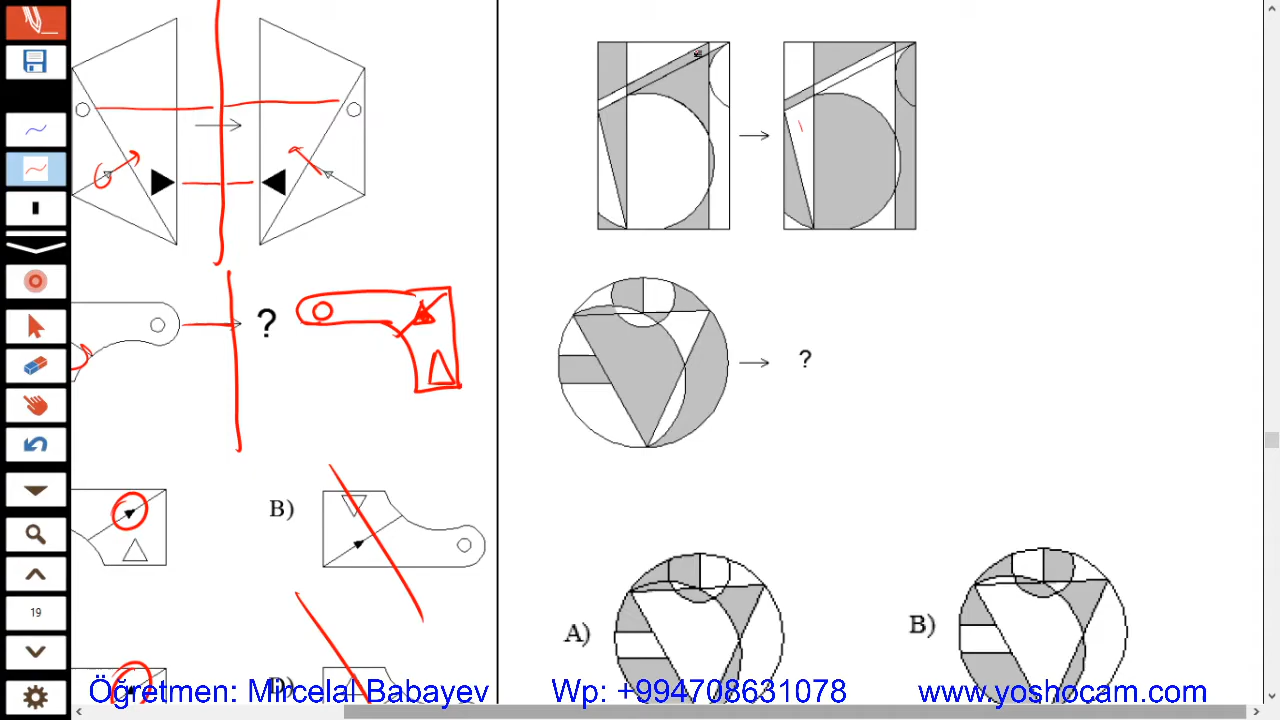 ?
?
B)
A)
B)
D)
Öğretmen: Mircelal Babayev
Wp: +994708631078
www.yoshocam.com
19